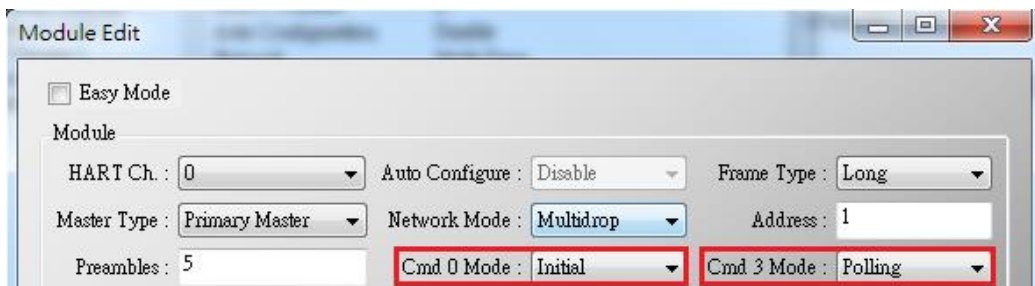 Module Edit
Easy Mode
Module
HART Ch. : 0 Auto Configure : Disable Frame Type : Long
Master Type : Primary Master Network Mode : Multidrop Address : 1
Preambles : 5 Cmd 0 Mode : Initial Cmd 3 Mode : Polling